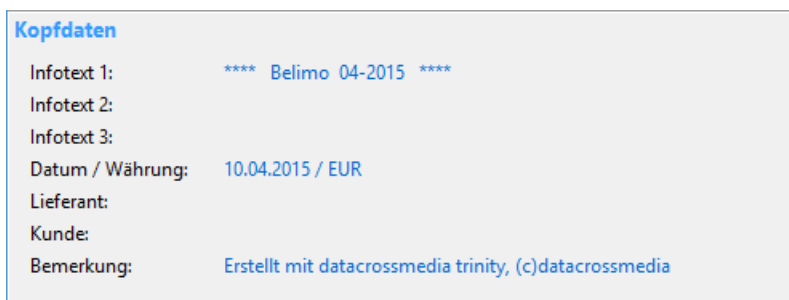 Kopfdaten
Infotext 1: **** Belimo 04-2015 ****
Infotext 2:
Infotext 3:
Datum / Währung: 10.04.2015 / EUR
Lieferant:
Kunde:
Bemerkung: Erstellt mit datacrossmedia trinity, (c)datacrossmedia